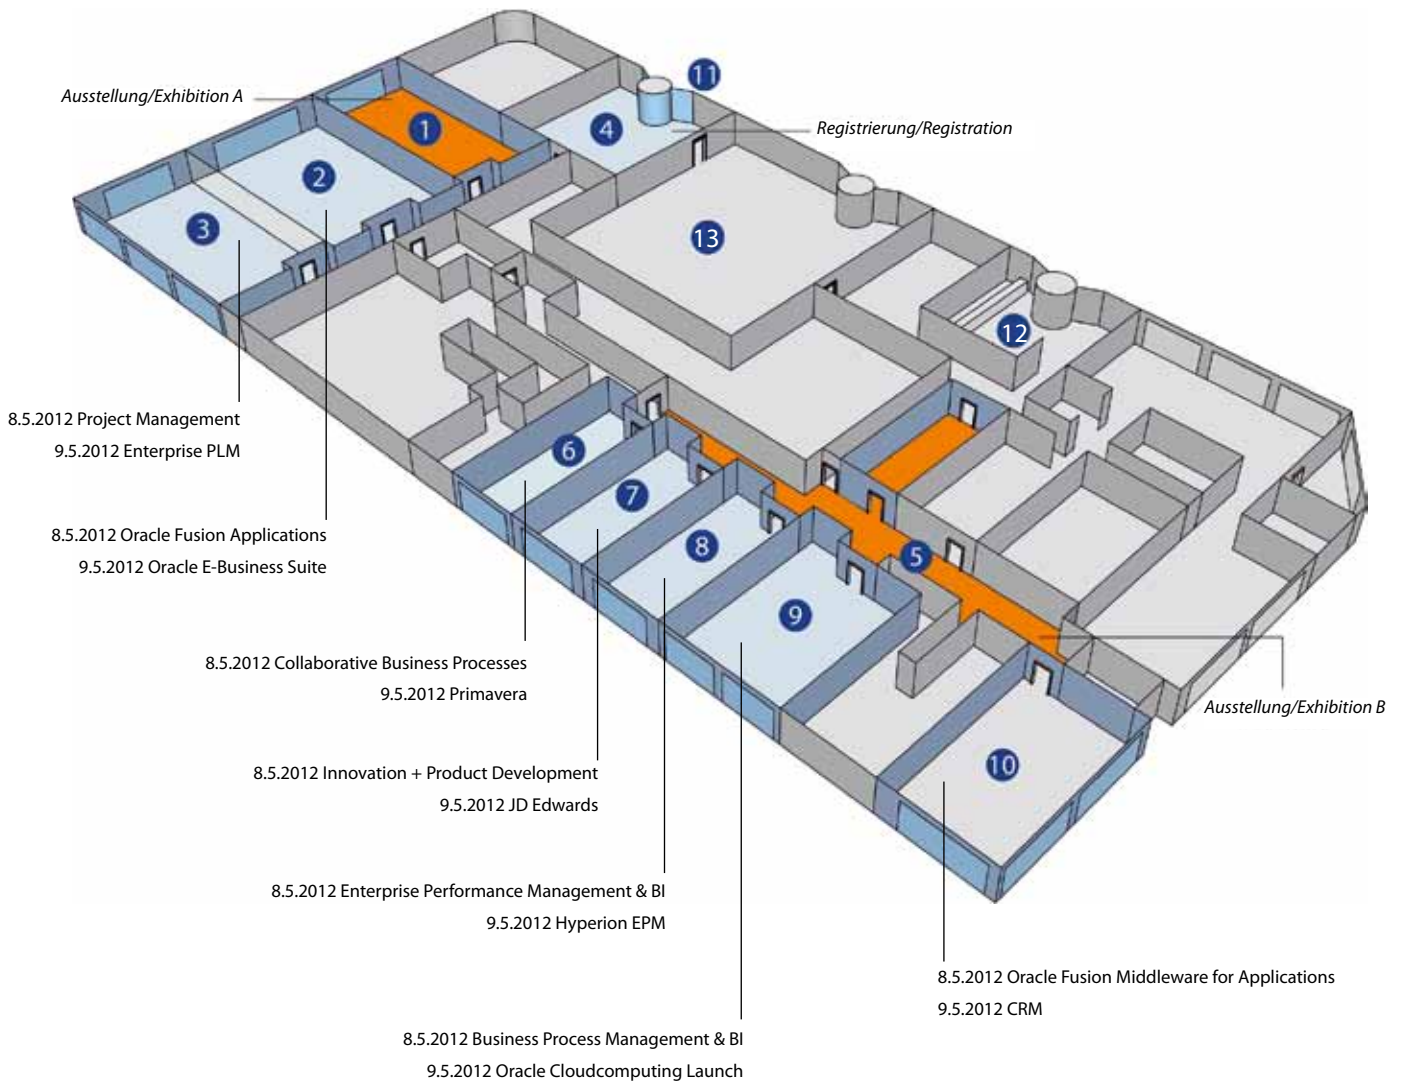 11
Ausstellung/Exhibition A
1
4
Registrierung/Registration
2
3
13
12
8.5.2012 Project Management
9.5.2012 Enterprise PLM
6
7
8.5.2012 Oracle Fusion Applications
9.5.2012 Oracle E-Business Suite
8
5
9
8.5.2012 Collaborative Business Processes
9.5.2012 Primavera
Ausstellung/Exhibition B
10
8.5.2012 Innovation + Product Development
9.5.2012 JD Edwards
8.5.2012 Enterprise Performance Management & BI
9.5.2012 Hyperion EPM
8.5.2012 Oracle Fusion Middleware for Applications
9.5.2012 CRM
8.5.2012 Business Process Management & BI
9.5.2012 Oracle Cloudcomputing Launch